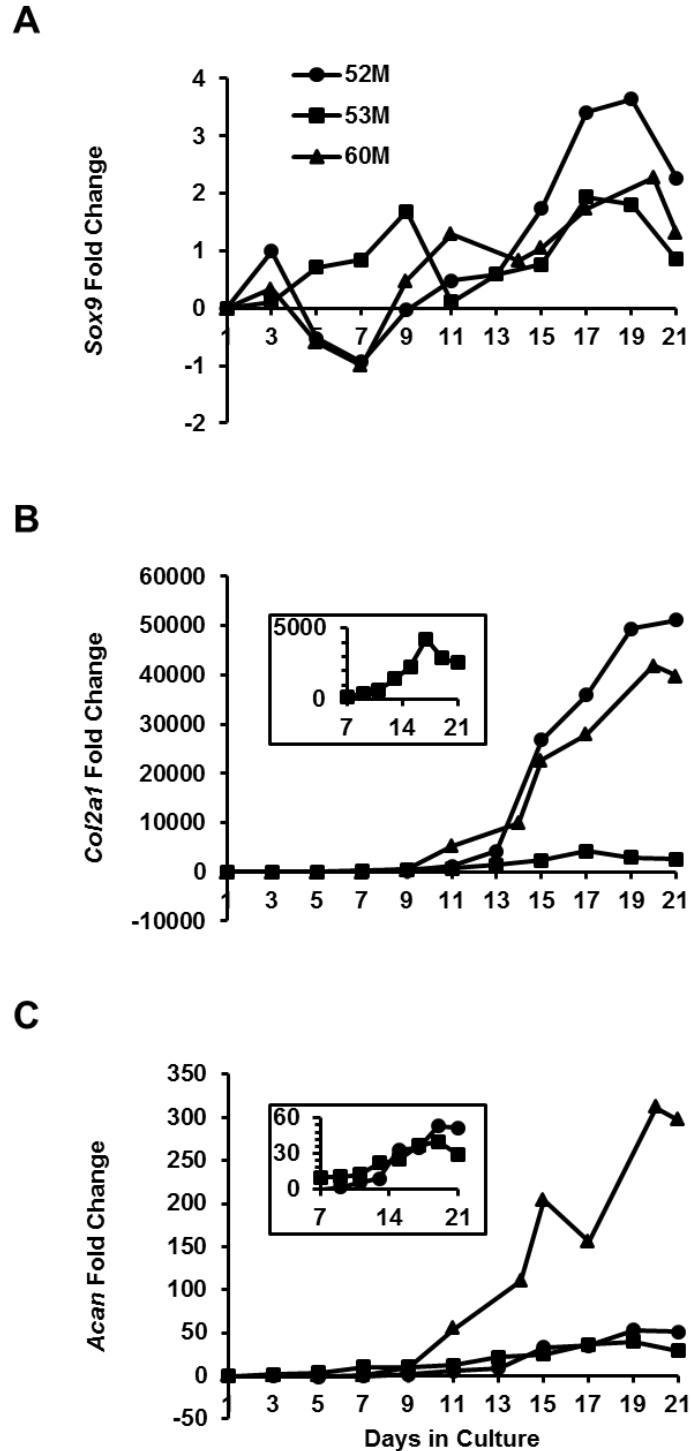 A
4
3
2
1
0
-1
-2
Sox9 Fold Change
52M
53M
60M
1 3 5 7 9 11 13 15 17 19 21
B
60000
50000
40000
30000
20000
10000
0
-10000
Col2a1 Fold Change
5000
0
7 14 21
1 3 5 7 9 11 13 15 17 19 21
C
350
300
250
200
150
100
50
0
-50
Acan Fold Change
60
30
0
7 14 21
1 3 5 7 9 11 13 15 17 19 21
Days in Culture